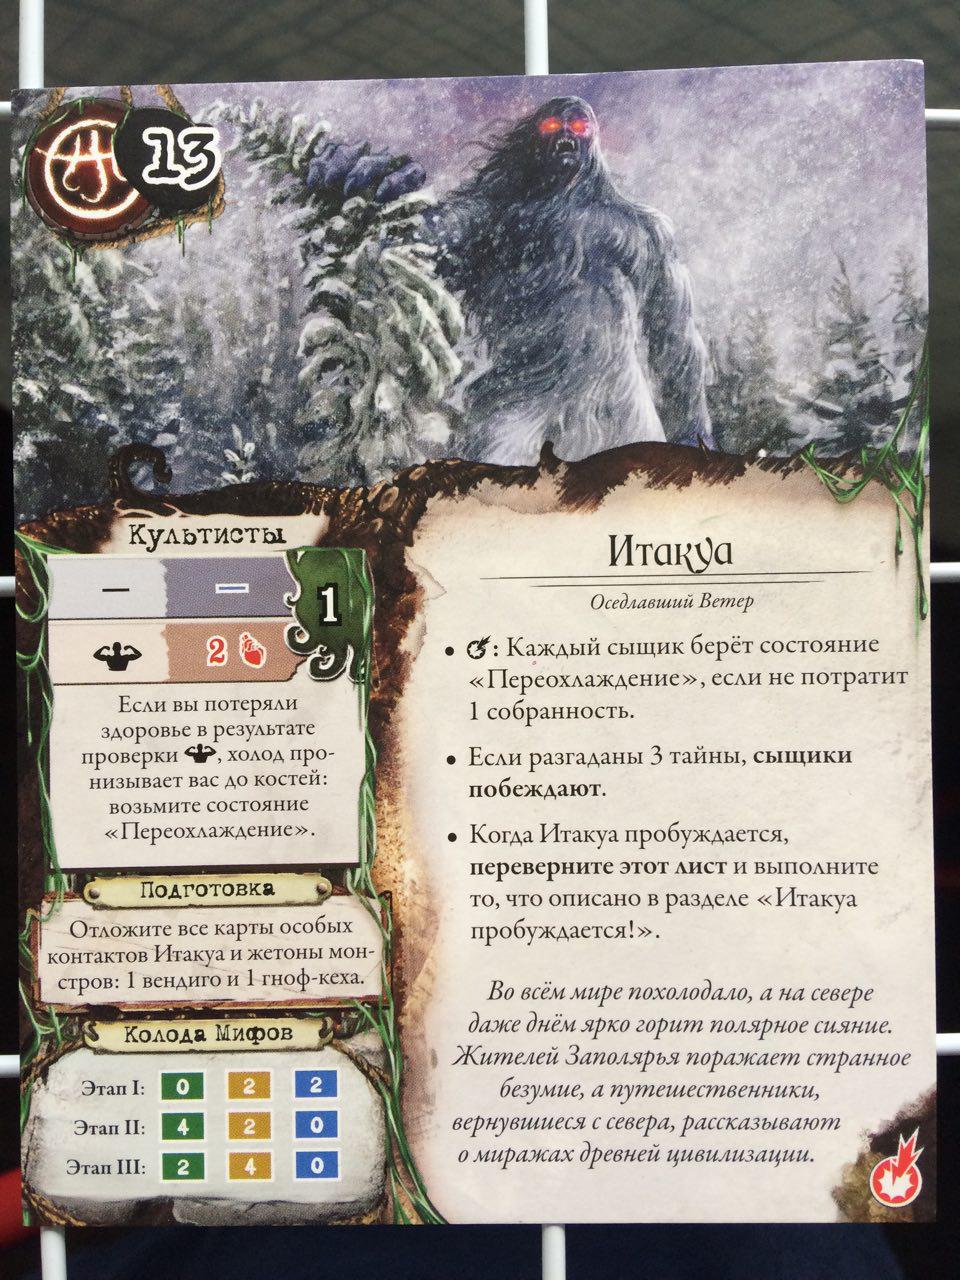 13
Культисты
—
—
1
2
Если вы потеряли
здоровье в результате
проверки , холод про-
низывает вас до костей:
возьмите состояние
«Переохлаждение».
Подготовка
Отложите все карты особых
контактов Итакуа и жетоны мон-
стров: 1 вендиго и 1 гноф-кеха.
Колода Мифов
Этап I: 0 2 2
Этап II: 4 2 0
Этап III: 2 4 0
Итакуа
Оседлавший Ветер
• : Каждый сыщик берёт состояние
«Переохлаждение», если не потратит
1 собранность.
• Если разгаданы 3 тайны, сыщики
побеждают.
• Когда Итакуа пробуждается,
переверните этот лист и выполните
то, что описано в разделе «Итакуа
пробуждается!».
Во всём мире похолодало, а на севере
даже днём ярко горит полярное сияние.
Жителей Заполярья поражает странное
безумие, а путешественники,
вернувшиеся с севера, рассказывают
о миражах древней цивилизации.